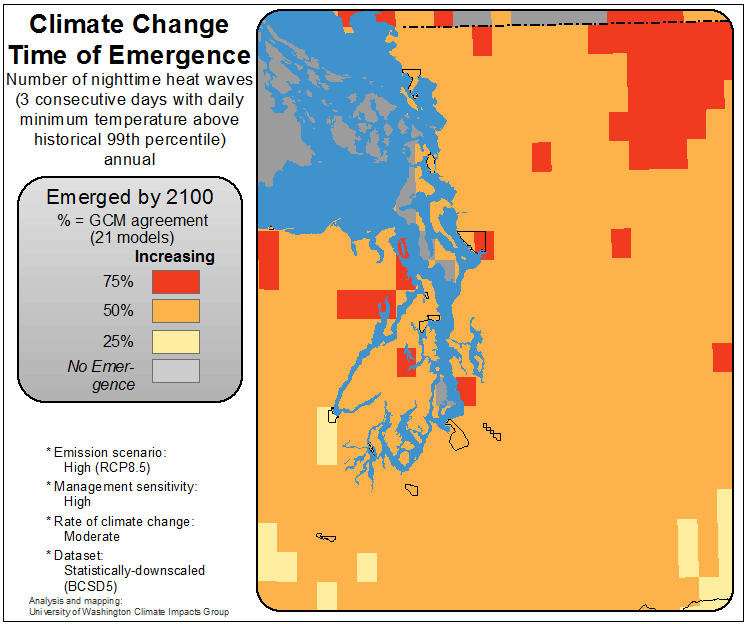 Climate Change
Time of Emergence
Number of nighttime heat waves
(3 consecutive days with daily
minimum temperature above
historical 99th percentile)
annual
Emerged by 2100
% = GCM agreement
(21 models)
Increasing
75%
50%
25%
No Emer-
gence
* Emission scenario:
High (RCP8.5)
* Management sensitivity:
High
* Rate of climate change:
Moderate
* Dataset:
Statistically-downscaled
(BCSD5)
Analysis and mapping:
University of Washington Climate Impacts Group